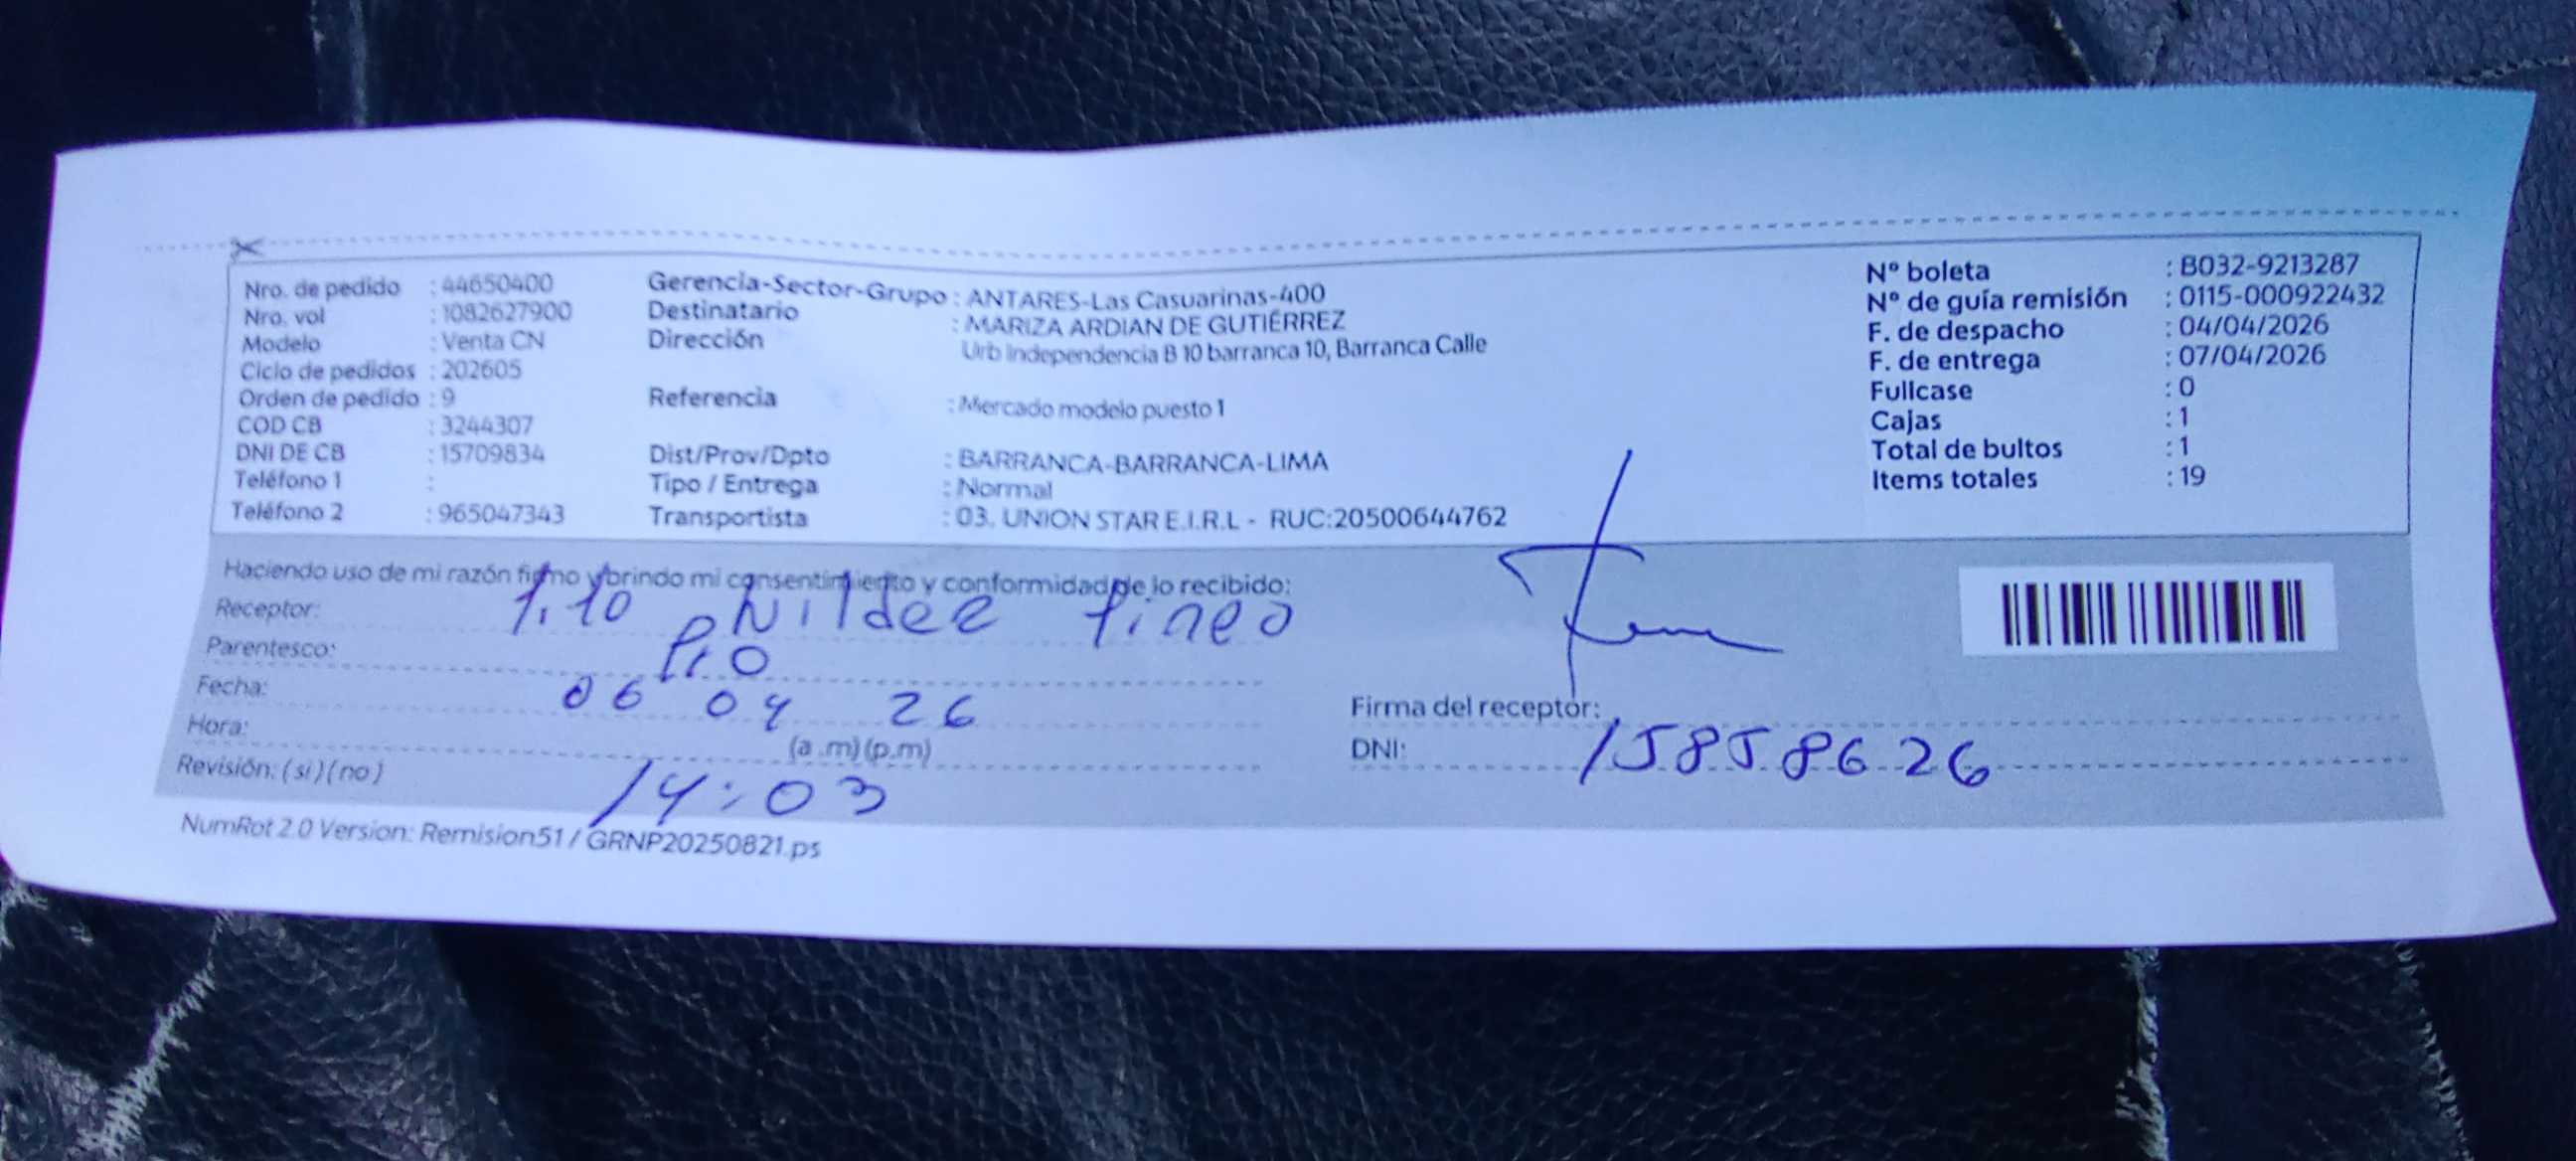 Nro. de pedido : 44650400
Nro. vol : 1082627900
Modelo : Venta CN
Ciclo de pedidos : 202605
Orden de pedido : 9
COD CB : 3244307
DNI DE CB : 15709834
Teléfono 1 :
Teléfono 2 : 965047343
Gerencia-Sector-Grupo : ANTARES-Las Casuarinas-400
Destinatario : MARIZA ARDIAN DE GUTIÉRREZ
Dirección Urb Independencia B 10 barranca 10, Barranca Calle
Referencia : Mercado modelo puesto 1
Dist/Prov/Dpto : BARRANCA-BARRANCA-LIMA
Tipo / Entrega : Normal
Transportista : 03. UNION STAR E.I.R.L - RUC:20500644762
Nº boleta : B032-9213287
Nº de guía remisión : 0115-000922432
F. de despacho : 04/04/2026
F. de entrega : 07/04/2026
Fullcase : 0
Cajas : 1
Total de bultos : 1
Items totales : 19
Haciendo uso de mi razón firmo y brindo mi consentimiento y conformidad de lo recibido:
Receptor: Tito Pineo
Parentesco:
Fecha: 06 04 26
Hora: (a .m) (p.m)
14:03
Revisión: ( si ) ( no )
Firma del receptor:
DNI: 15858626
NumRot 2.0 Version: Remision51 / GRNP20250821.ps